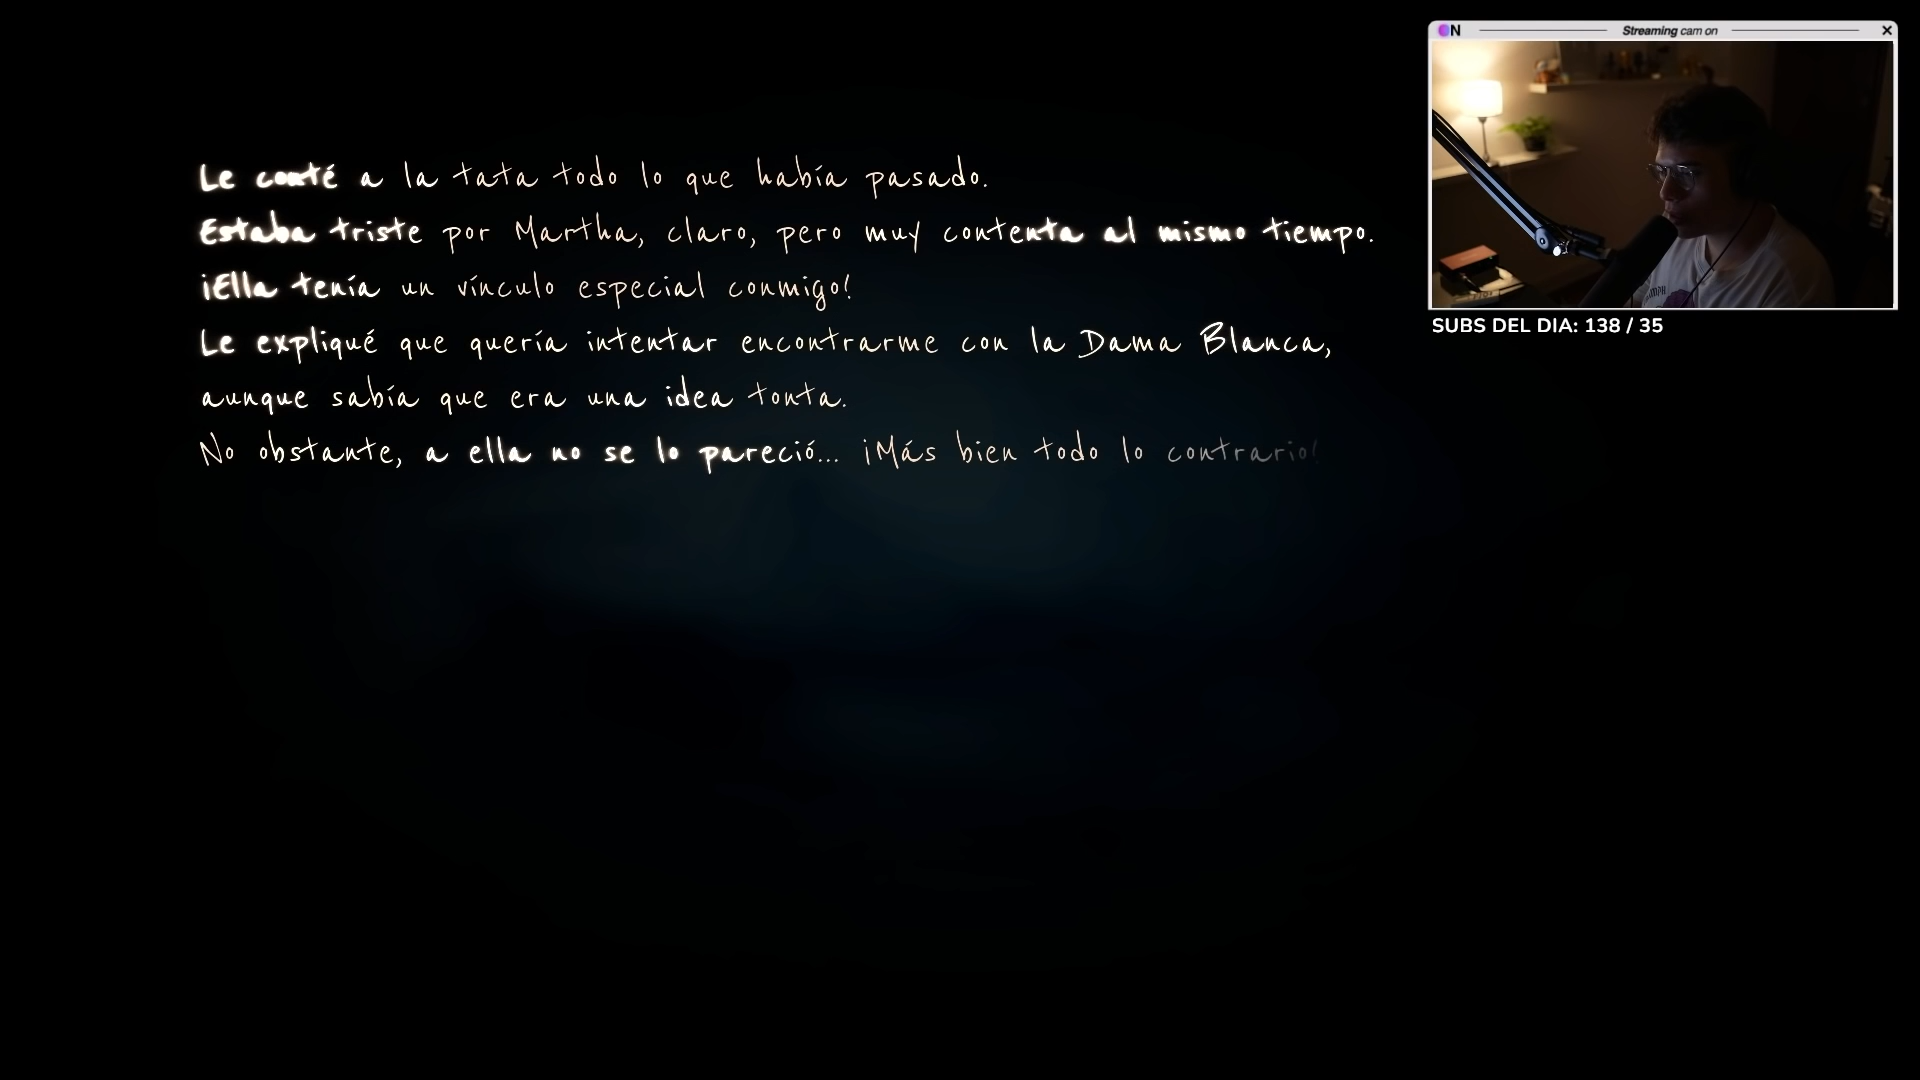 Le conté a la tata todo lo que había pasado.
Estaba triste por Martha, claro, pero muy contenta al mismo tiempo.
¡Ella tenía un vínculo especial conmigo!
Le expliqué que quería intentar encontrarme con la Dama Blanca,
aunque sabía que era una idea tonta.
No obstante, a ella no se lo pareció... ¡Más bien todo lo contrario!
ON
Streaming cam on
SUBS DEL DIA: 138 / 35